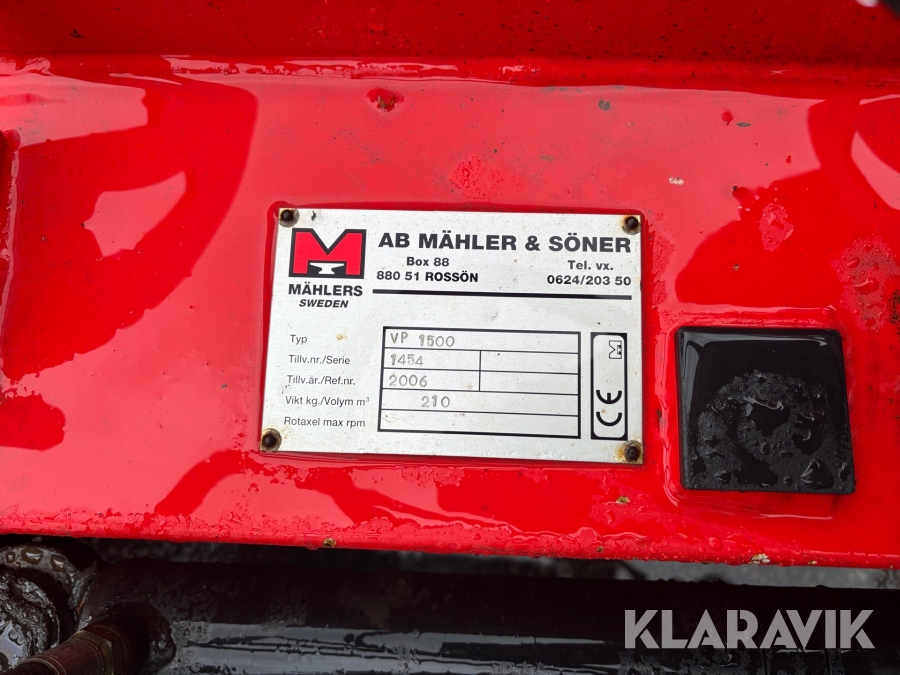 M
AB MÄHLER & SÖNER
Box 88
Tel. vx.
880 51 ROSSÖN
0624/203 50
MÄHLERS
SWEDEN
Typ VP 1500
Tillv.nr./Serie 1454
Tillv.år./Ref.nr. 2006
Vikt kg./Volym m³ 210
Rotaxel max rpm
M
CE
KLARAVIK